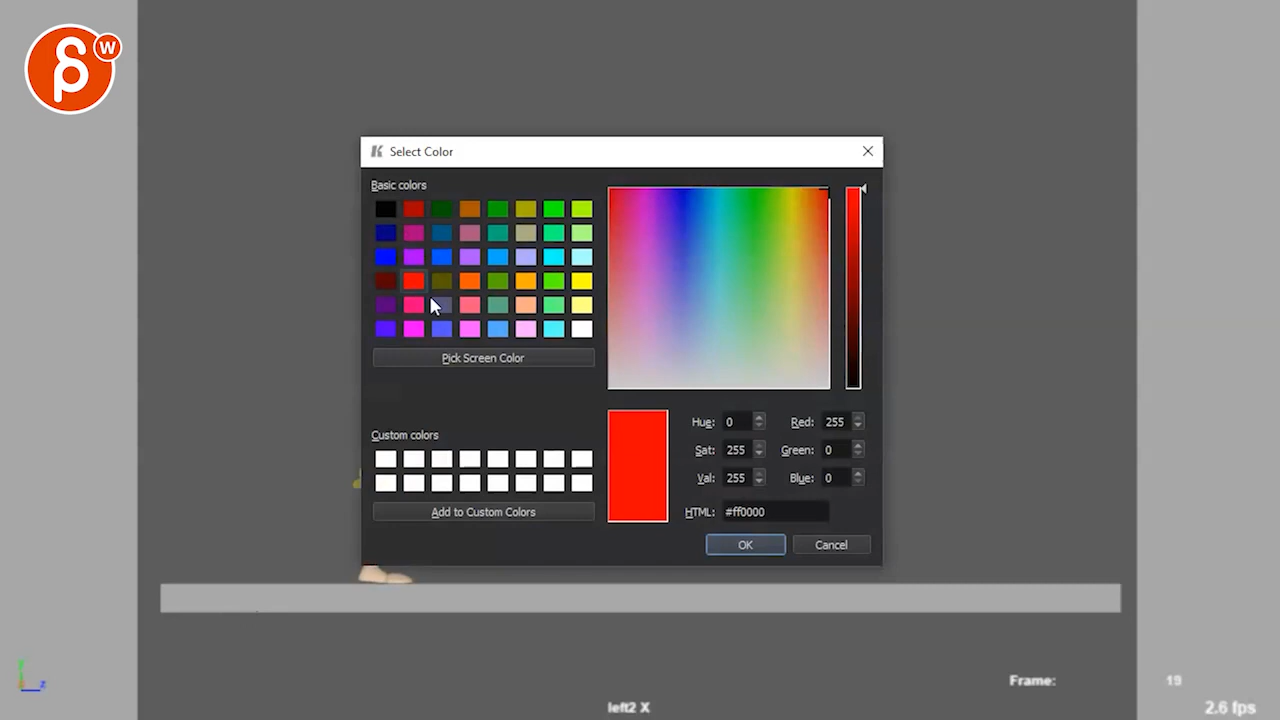 W
Select Color
Basic colors
Pick Screen Color
Custom colors
Add to Custom Colors
Hue: 0 Red: 255
Sat: 255 Green: 0
Val: 255 Blue: 0
HTML: #ff0000
OK Cancel
Frame: 19
left2 X
2.6 fps
Y
Z